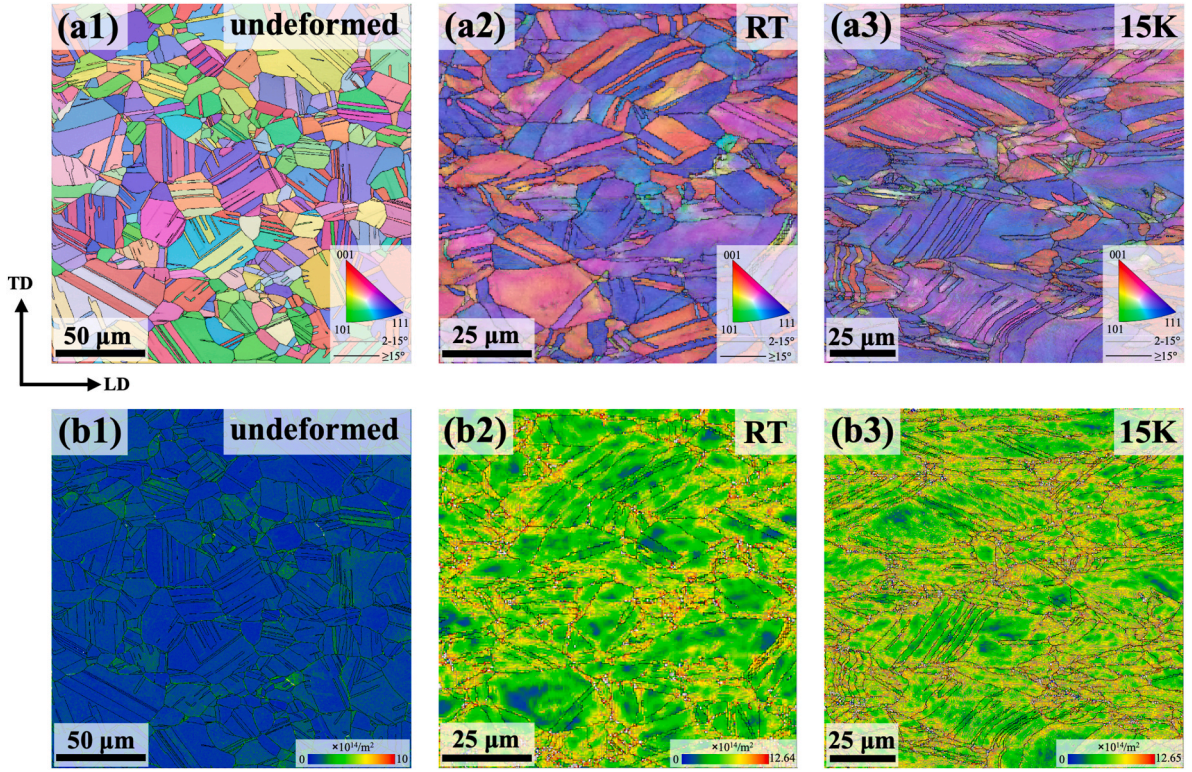 (a1) undeformed
001
101 111
2-15°
≥15°
50 μm
(a2) RT
001
101 111
2-15°
≥15°
25 μm
(a3) 15K
001
101 111
2-15°
≥15°
25 μm
TD
LD
(b1) undeformed
50 μm
×10¹⁴/m²
0 10
(b2) RT
25 μm
×10¹⁴/m²
0 12.64
(b3) 15K
25 μm
×10¹⁴/m²
0 12.65